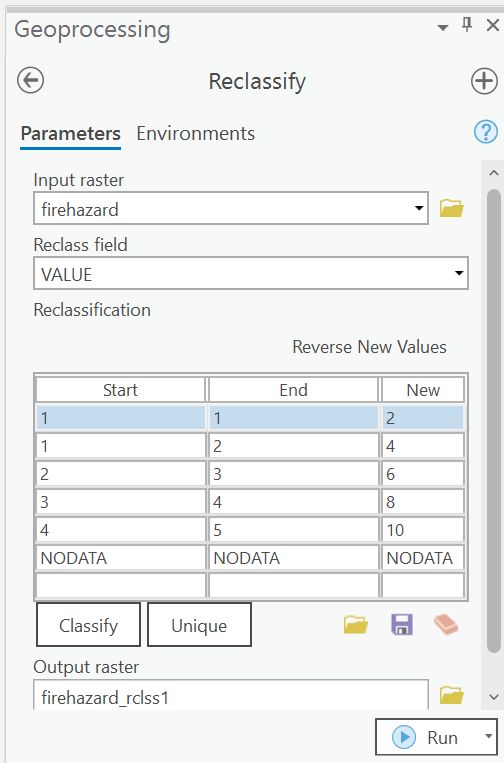 Geoprocessing
Reclassify
Parameters Environments ?
Input raster
firehazard
Reclass field
VALUE
Reclassification
Reverse New Values
Start End New
1 1 2
1 2 4
2 3 6
3 4 8
4 5 10
NODATA NODATA NODATA
Classify Unique
Output raster
firehazard_rclss1
Run